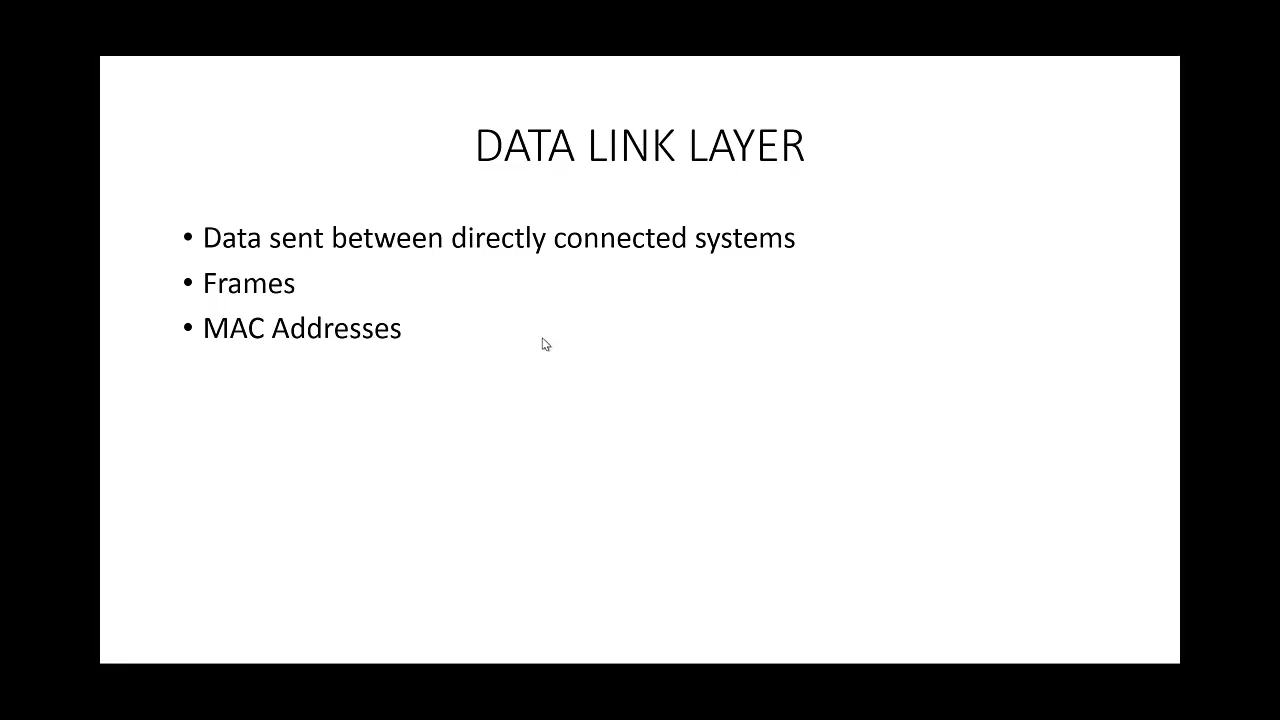 DATA LINK LAYER
• Data sent between directly connected systems
• Frames
• MAC Addresses